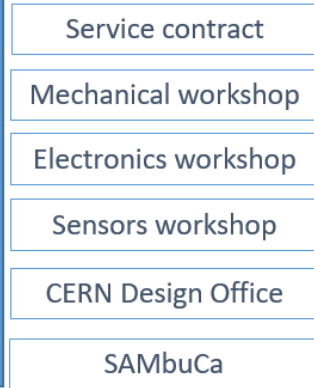 Service contract
Mechanical workshop
Electronics workshop
Sensors workshop
CERN Design Office
SAMbuCa